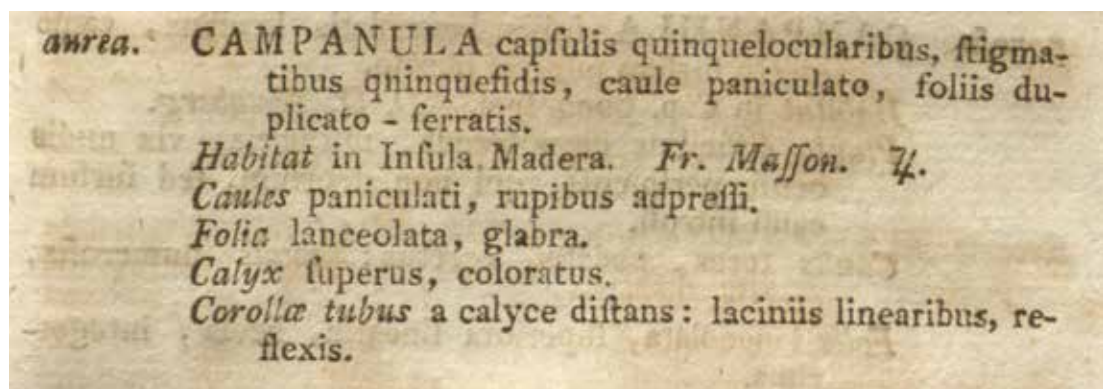 aurea. CAMPANULA capſulis quinquelocularibus, ſtigma-
tibus quinquefidis, caule paniculato, foliis du-
plicato - ſerratis.
Habitat in Inſula Madera. Fr. Maſſon. ♃.
Caules paniculati, rupibus adpreſſi.
Folia lanceolata, glabra.
Calyx ſuperus, coloratus.
Corollæ tubus a calyce diſtans: laciniis linearibus, re-
flexis.